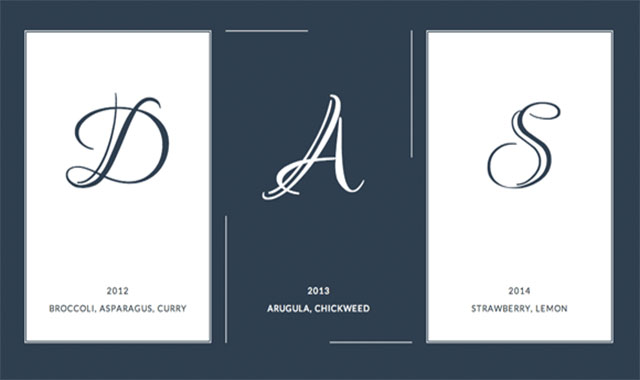 D
2012
BROCCOLI, ASPARAGUS, CURRY
A
2013
ARUGULA, CHICKWEED
S
2014
STRAWBERRY, LEMON